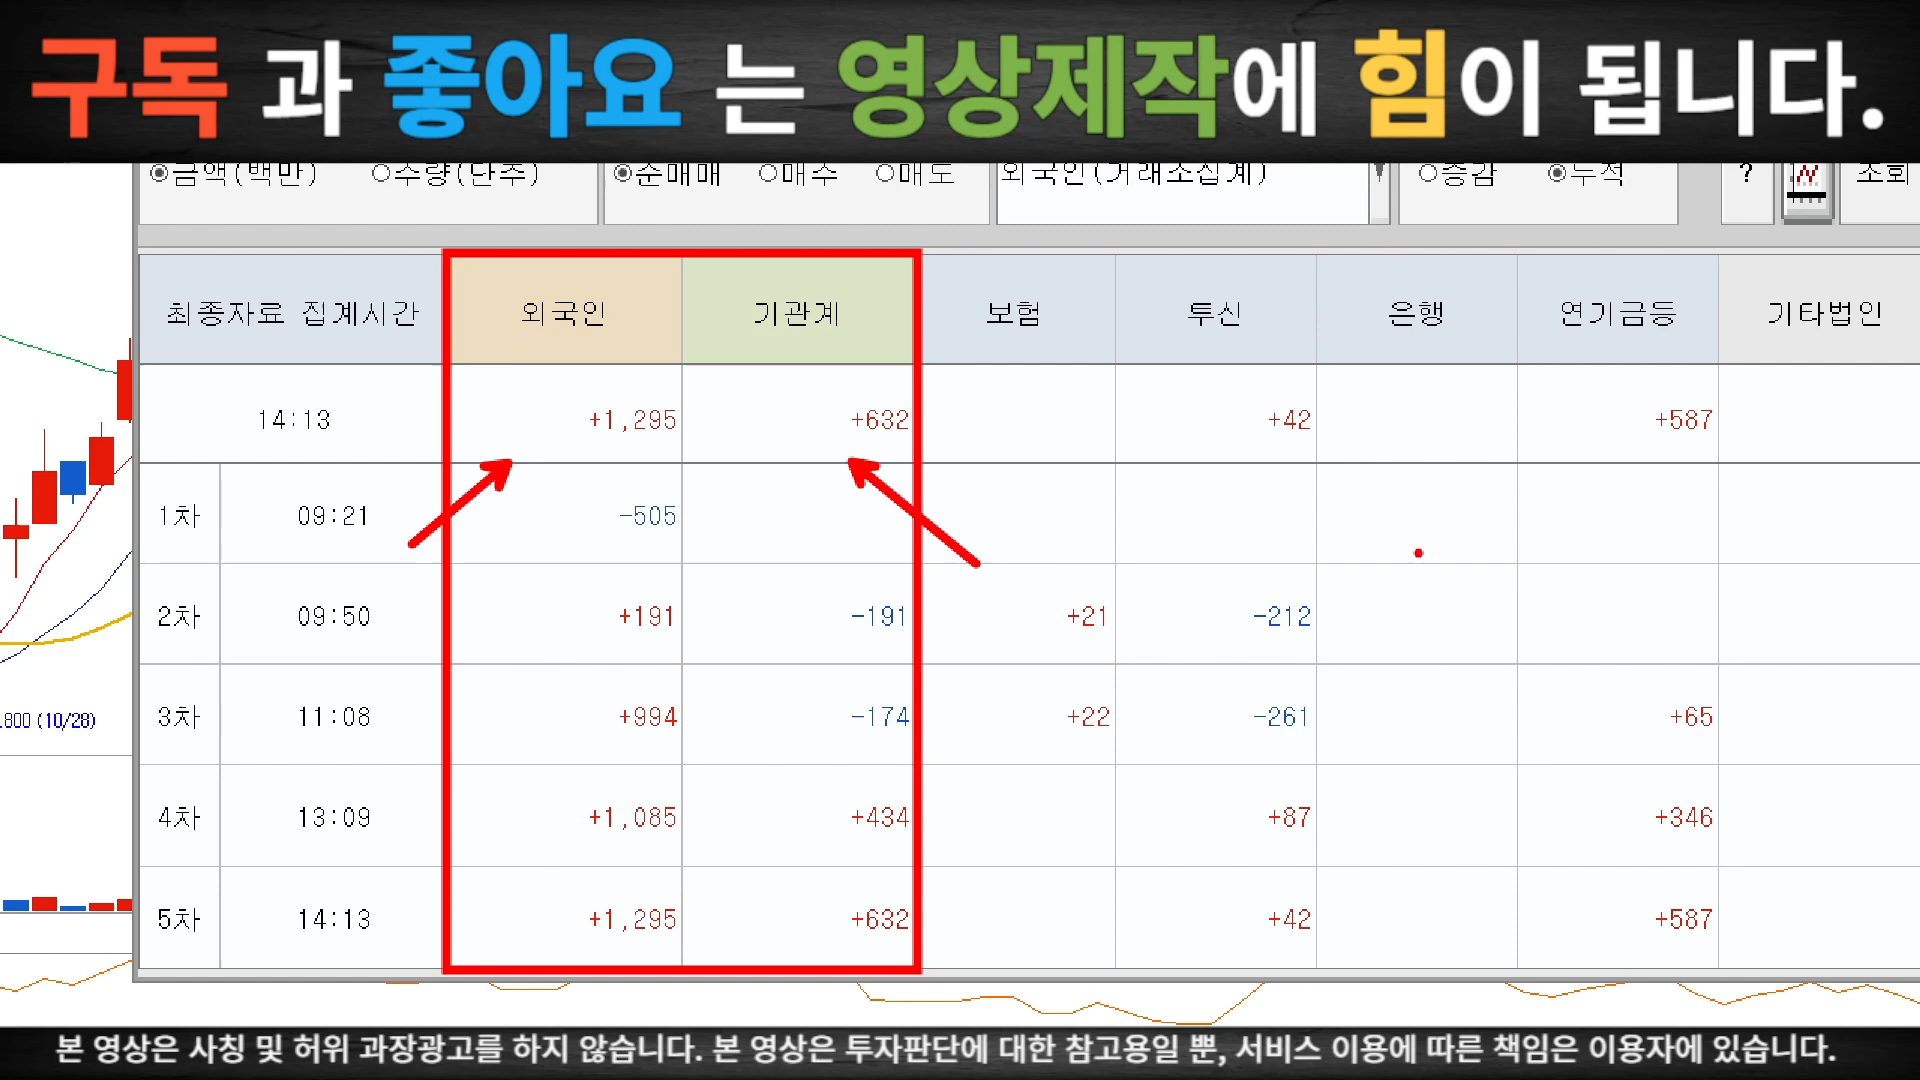 구독 과 좋아요 는 영상제작에 힘이 됩니다.
금액(백만) 수량(단주) 순매매 매수 매도 외국인(거래소집계) 증감 누적 ? 조회
최종자료 집계시간 외국인 기관계 보험 투신 은행 연기금등 기타법인
14:13 +1,295 +632 +42 +587
1차 09:21 -505
2차 09:50 +191 -191 +21 -212
3차 11:08 +994 -174 +22 -261 +65
.800 (10/28)
4차 13:09 +1,085 +434 +87 +346
5차 14:13 +1,295 +632 +42 +587
본 영상은 사칭 및 허위 과장광고를 하지 않습니다. 본 영상은 투자판단에 대한 참고용일 뿐, 서비스 이용에 따른 책임은 이용자에 있습니다.